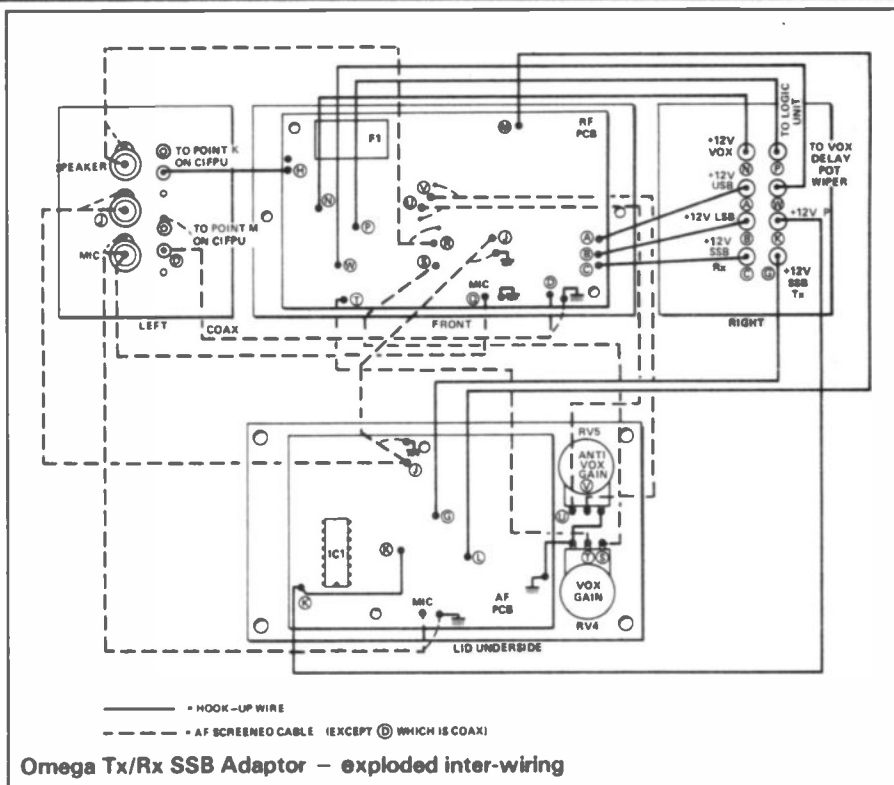 SPEAKER
J
MIC
TO POINT K
ON CIFPU
TO POINT M
ON CIFPU
D
LEFT
COAX
F1
RF
PCB
H
N
P
W
V
U
R
S
J
A
B
C
MIC
Q
D
T
FRONT
+12V
VOX
N
+12V
USB
A
+12V LSB
B
+12V
SSB
Rx
C
TO LOGIC
UNIT
P
TO VOX
DELAY
POT
WIPER
W
+12V P
K
G
+12V
SSB
Tx
RIGHT
J
G
K
L
IC1
K
MIC
AF
PCB
RV5
ANTI
VOX
GAIN
V
U
T
S
VOX
GAIN
RV4
LID UNDERSIDE
= HOOK-UP WIRE
= AF SCREENED CABLE (EXCEPT D WHICH IS COAX)
Omega Tx/Rx SSB Adaptor – exploded inter-wiring